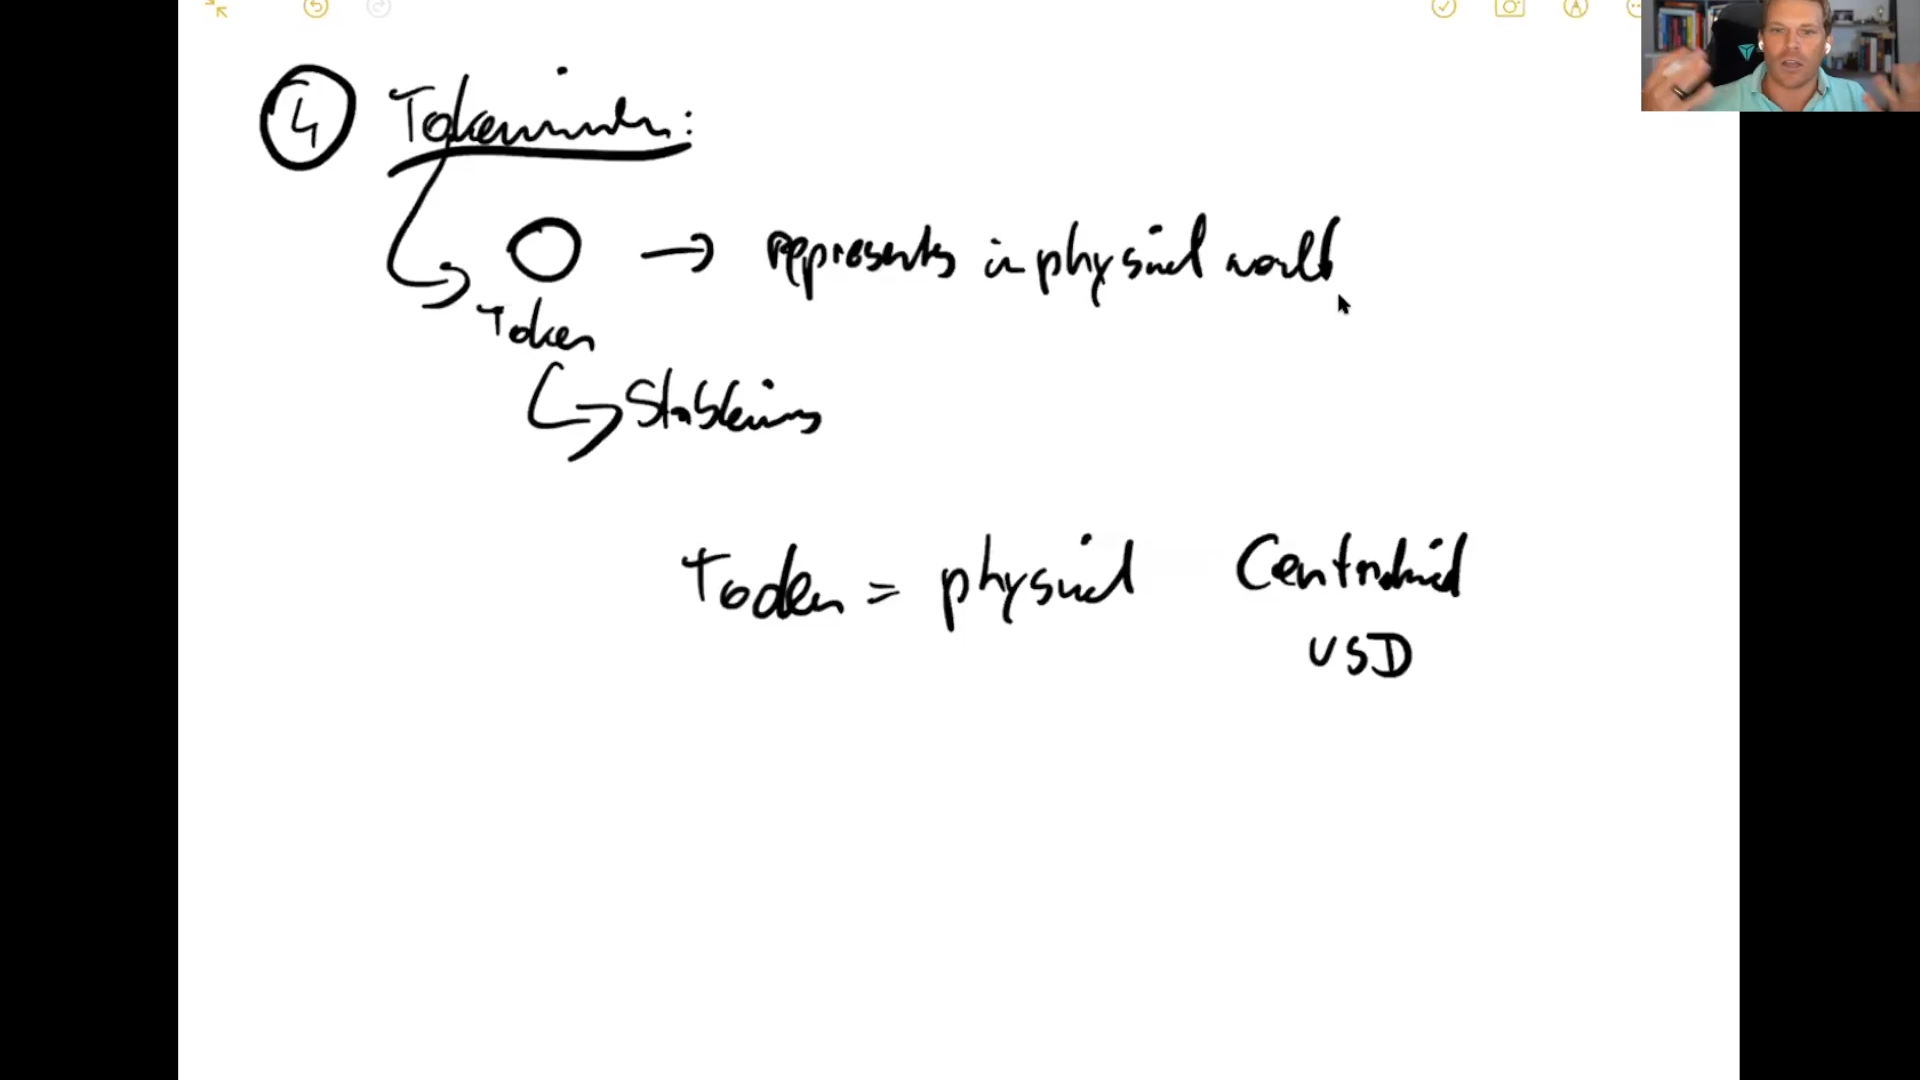 4 Tokenization:
→ represents in physical world
Token
Stablecoins
Token = physical Centralized
USD